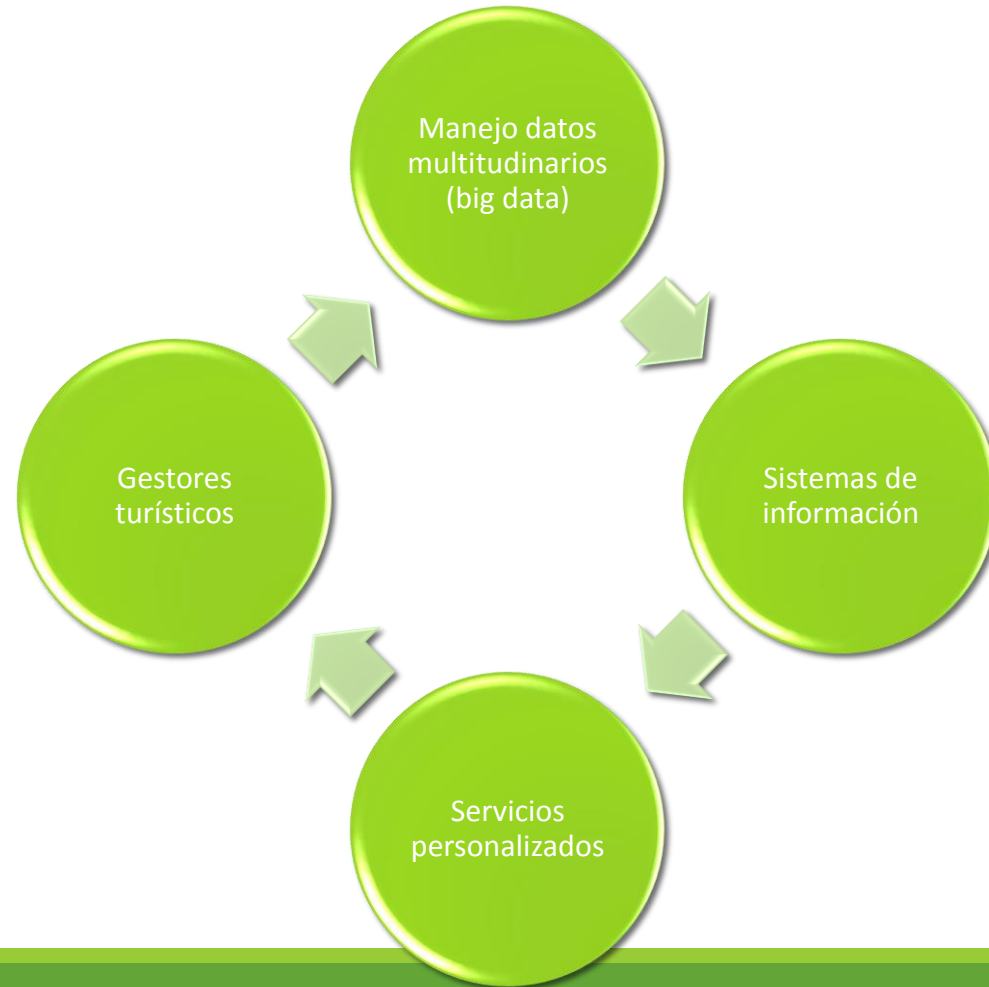 Manejo datos
multitudinarios
(big data)
Sistemas de
información
Servicios
personalizados
Gestores
turísticos